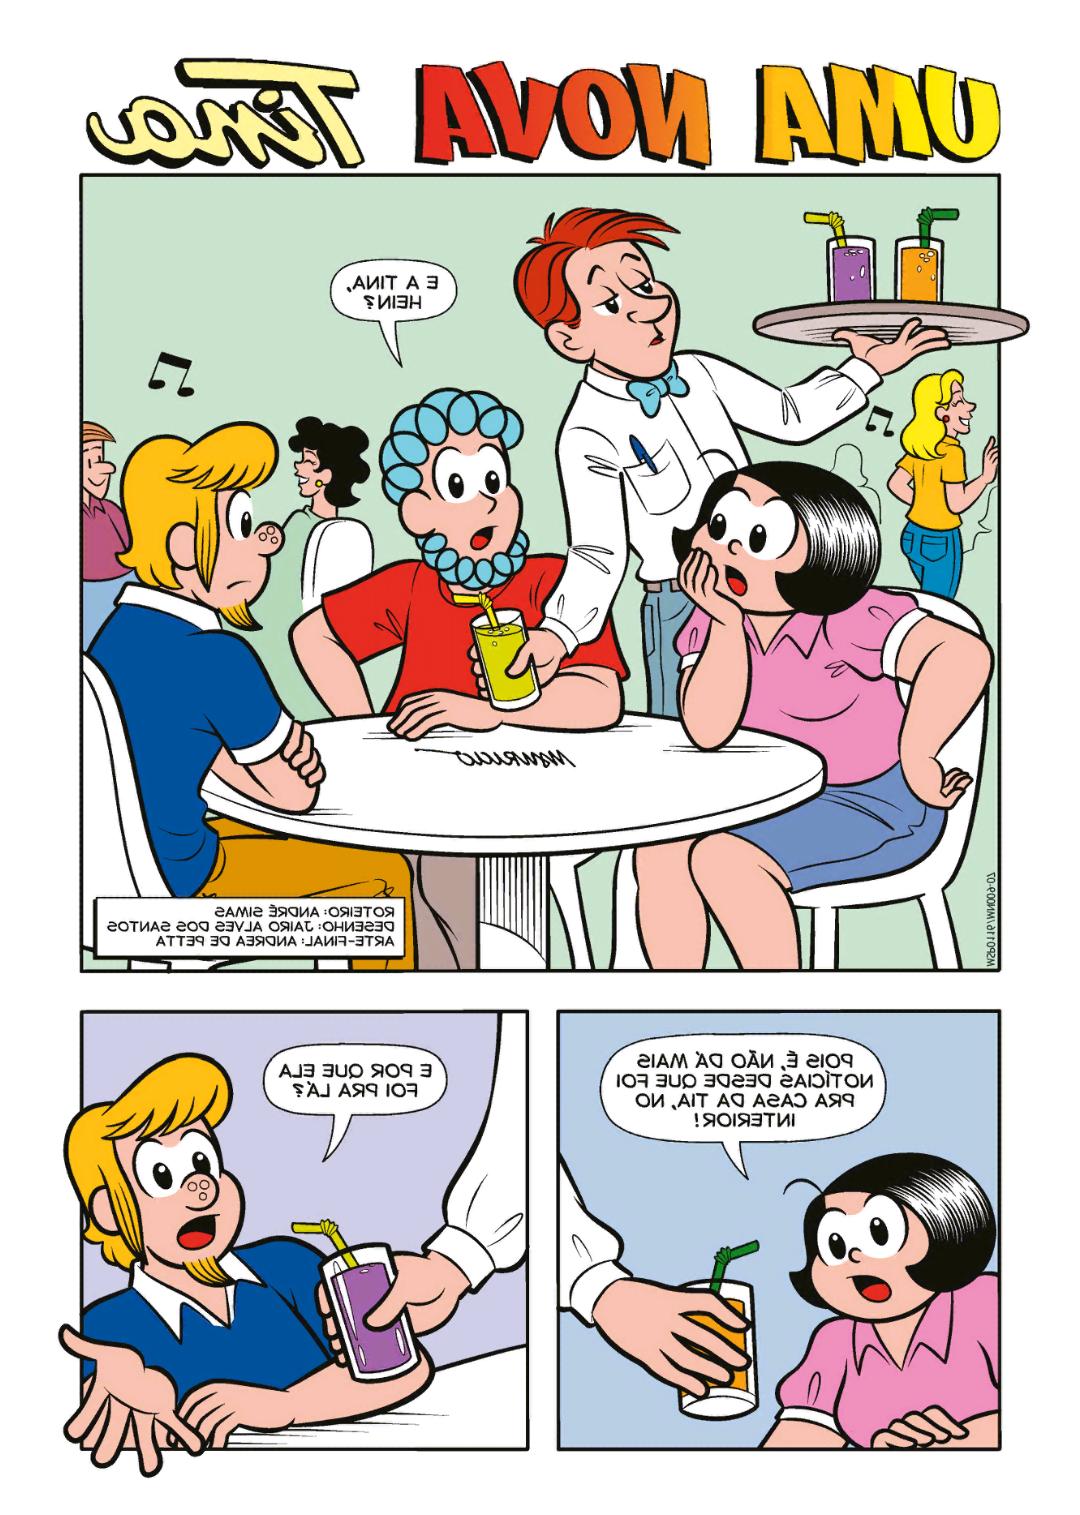 UMA NOVA Tina
E A TINA,
HEIN?
MAURICIO
ROTEIRO: ANDRÉ SIMAS
DESENHO: JAIRO ALVES DOS SANTOS
ARTE-FINAL: ANDREA DE PETTA
POIS É, NÃO DÁ MAIS
NOTÍCIAS DESDE QUE FOI
PRA CASA DA TIA, NO
INTERIOR!
E POR QUE ELA
FOI PRA LÁ?